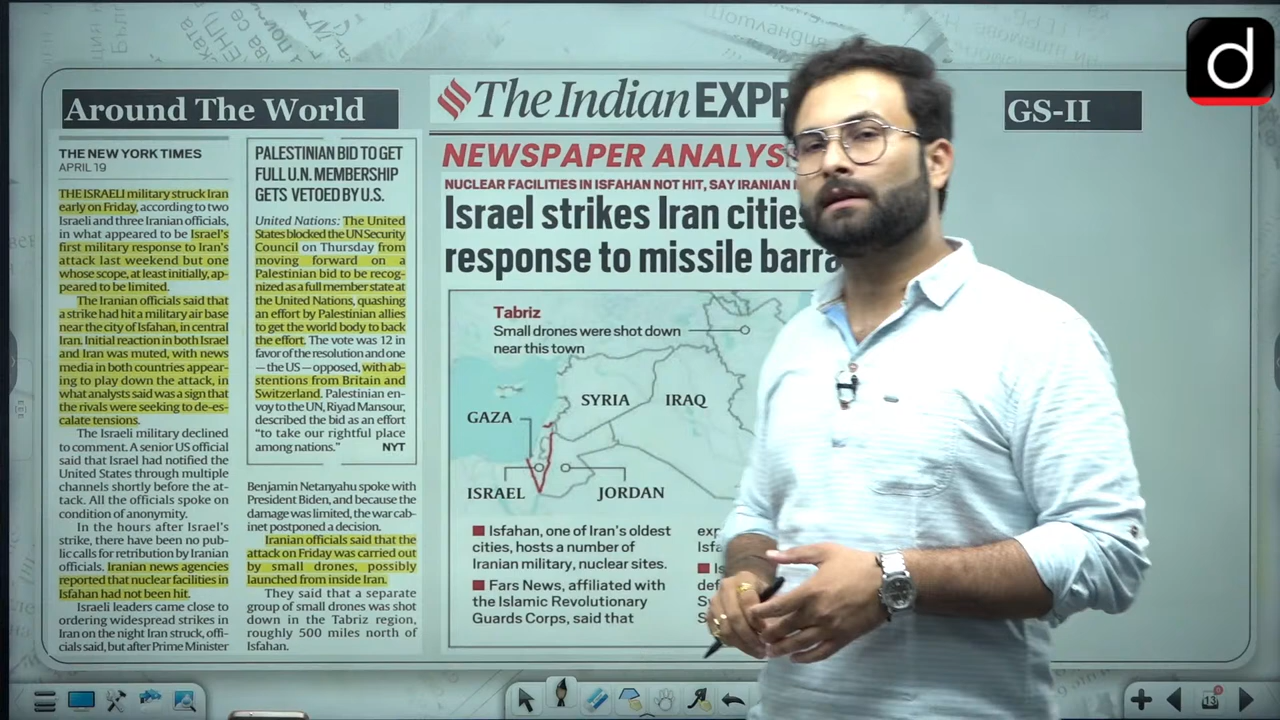 Around The World
THE NEW YORK TIMES
APRIL 19
THE ISRAELI military struck Iran
early on Friday, according to two
Israeli and three Iranian officials,
in what appeared to be Israel's
first military response to Iran's
attack last weekend but one
whose scope, at least initially, ap-
peared to be limited.
The Iranian officials said that
a strike had hit a military air base
near the city of Isfahan, in central
Iran. Initial reaction in both Israel
and Iran was muted, with news
media in both countries appear-
ing to play down the attack, in
what analysts said was a sign that
the rivals were seeking to de-es-
calate tensions.
The Israeli military declined
to comment. A senior US official
said that Israel had notified the
United States through multiple
channels shortly before the at-
tack. All the officials spoke on
condition of anonymity.
In the hours after Israel's
strike, there have been no pub-
lic calls for retribution by Iranian
officials. Iranian news agencies
reported that nuclear facilities in
Isfahan had not been hit.
Israeli leaders came close to
ordering widespread strikes in
Iran on the night Iran struck, offi-
cials said, but after Prime Minister
PALESTINIAN BID TO GET
FULL U.N. MEMBERSHIP
GETS VETOED BY U.S.
United Nations: The United
States blocked the UN Security
Council on Thursday from
moving forward on a
Palestinian bid to be recog-
nized as a full member state at
the United Nations, quashing
an effort by Palestinian allies
to get the world body to back
the effort. The vote was 12 in
favor of the resolution and one
— the US — opposed, with ab-
stentions from Britain and
Switzerland. Palestinian en-
voy to the UN, Riyad Mansour,
described the bid as an effort
“to take our rightful place
among nations.” NYT
Benjamin Netanyahu spoke with
President Biden, and because the
damage was limited, the war cab-
inet postponed a decision.
Iranian officials said that the
attack on Friday was carried out
by small drones, possibly
launched from inside Iran.
They said that a separate
group of small drones was shot
down in the Tabriz region,
roughly 500 miles north of
Isfahan.
The Indian EXPR
NEWSPAPER ANALYS
NUCLEAR FACILITIES IN ISFAHAN NOT HIT, SAY IRANIAN
Israel strikes Iran cities
response to missile barra
Tabriz
Small drones were shot down
near this town
SYRIA
IRAQ
GAZA
ISRAEL
JORDAN
Isfahan, one of Iran's oldest
cities, hosts a number of
Iranian military, nuclear sites.
Fars News, affiliated with
the Islamic Revolutionary
Guards Corps, said that
exp
Isfa
Is
def
Sy
GS-II
d
13